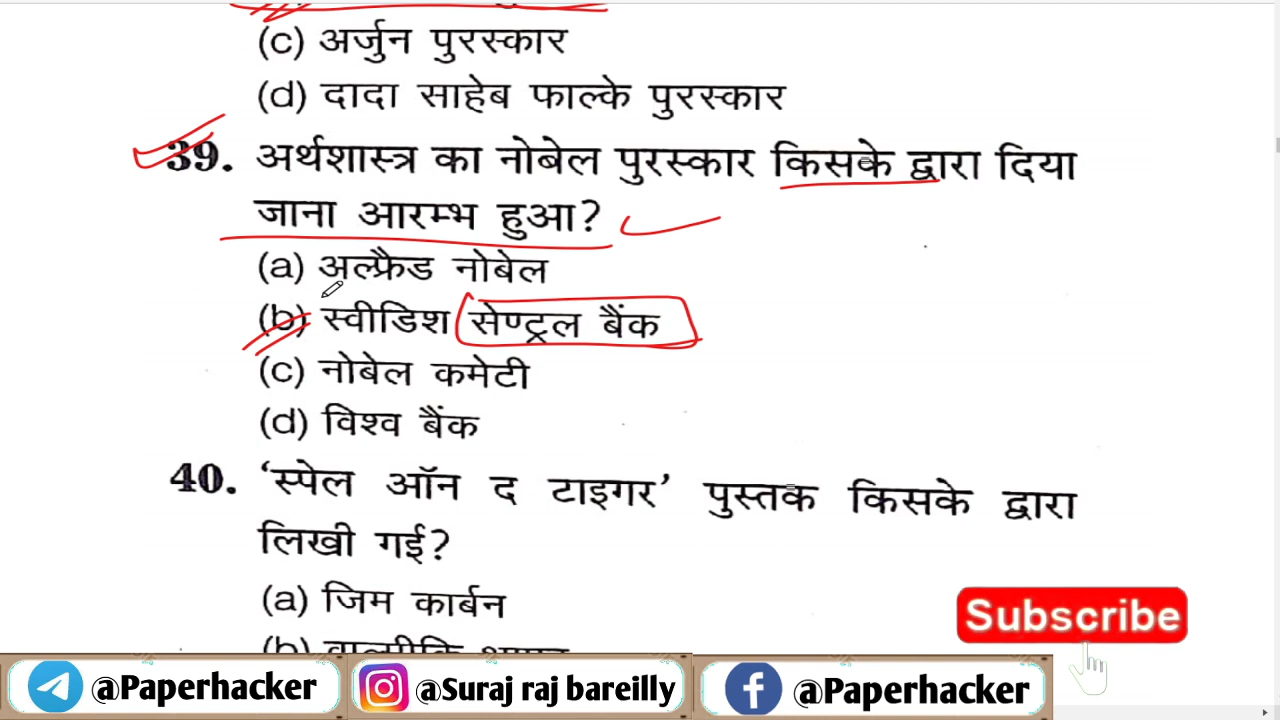 (c) अर्जुन पुरस्कार
(d) दादा साहेब फाल्के पुरस्कार
39. अर्थशास्त्र का नोबेल पुरस्कार किसके द्वारा दिया
जाना आरम्भ हुआ?
(a) अल्फ्रैड नोबेल
(b) स्वीडिश सेण्ट्रल बैंक
(c) नोबेल कमेटी
(d) विश्व बैंक
40. ‘स्पेल ऑन द टाइगर’ पुस्तक किसके द्वारा
लिखी गई?
(a) जिम कार्बन
(b)
Subscribe
@Paperhacker @Suraj raj bareilly @Paperhacker